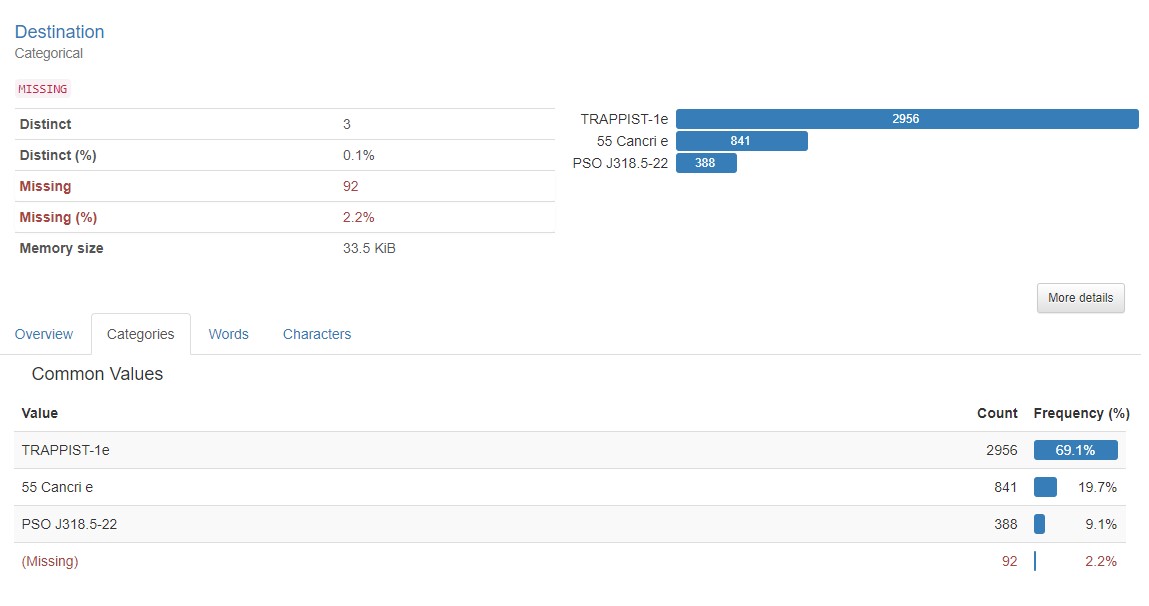 Destination
Categorical
MISSING
Distinct 3
Distinct (%) 0.1%
Missing 92
Missing (%) 2.2%
Memory size 33.5 KiB
TRAPPIST-1e 2956
55 Cancri e 841
PSO J318.5-22 388
More details
Overview Categories Words Characters
Common Values
Value Count Frequency (%)
TRAPPIST-1e 2956 69.1%
55 Cancri e 841 19.7%
PSO J318.5-22 388 9.1%
(Missing) 92 2.2%